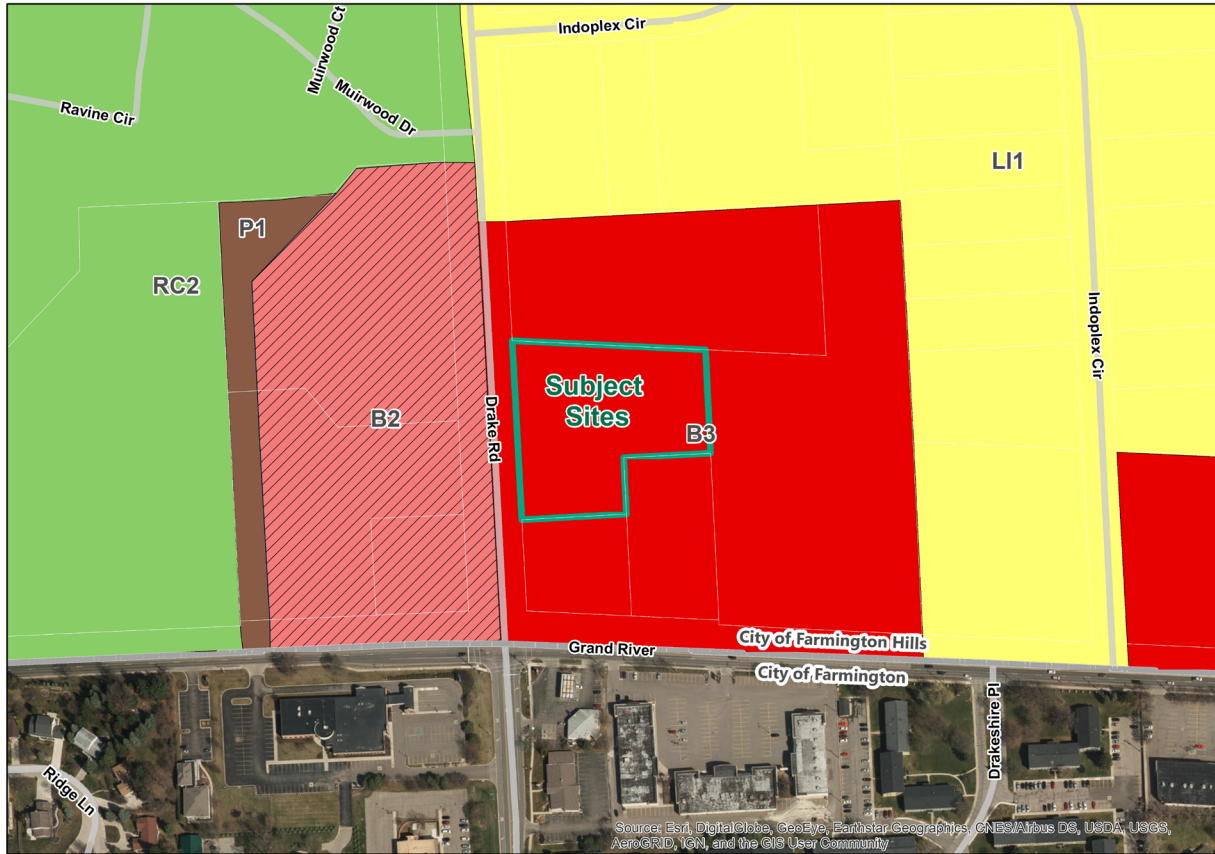 Indoplex Cir
Muirwood Ct
Muirwood Dr
Ravine Cir
LI1
P1
RC2
Indoplex Cir
Subject
Sites
Drake Rd
B2
B3
Grand River
City of Farmington Hills
City of Farmington
Drakeshire Pl
Ridge Ln
Source: Esri, DigitalGlobe, GeoEye, Earthstar Geographics, CNES/Airbus DS, USDA, USGS,
AeroGRID, IGN, and the GIS User Community